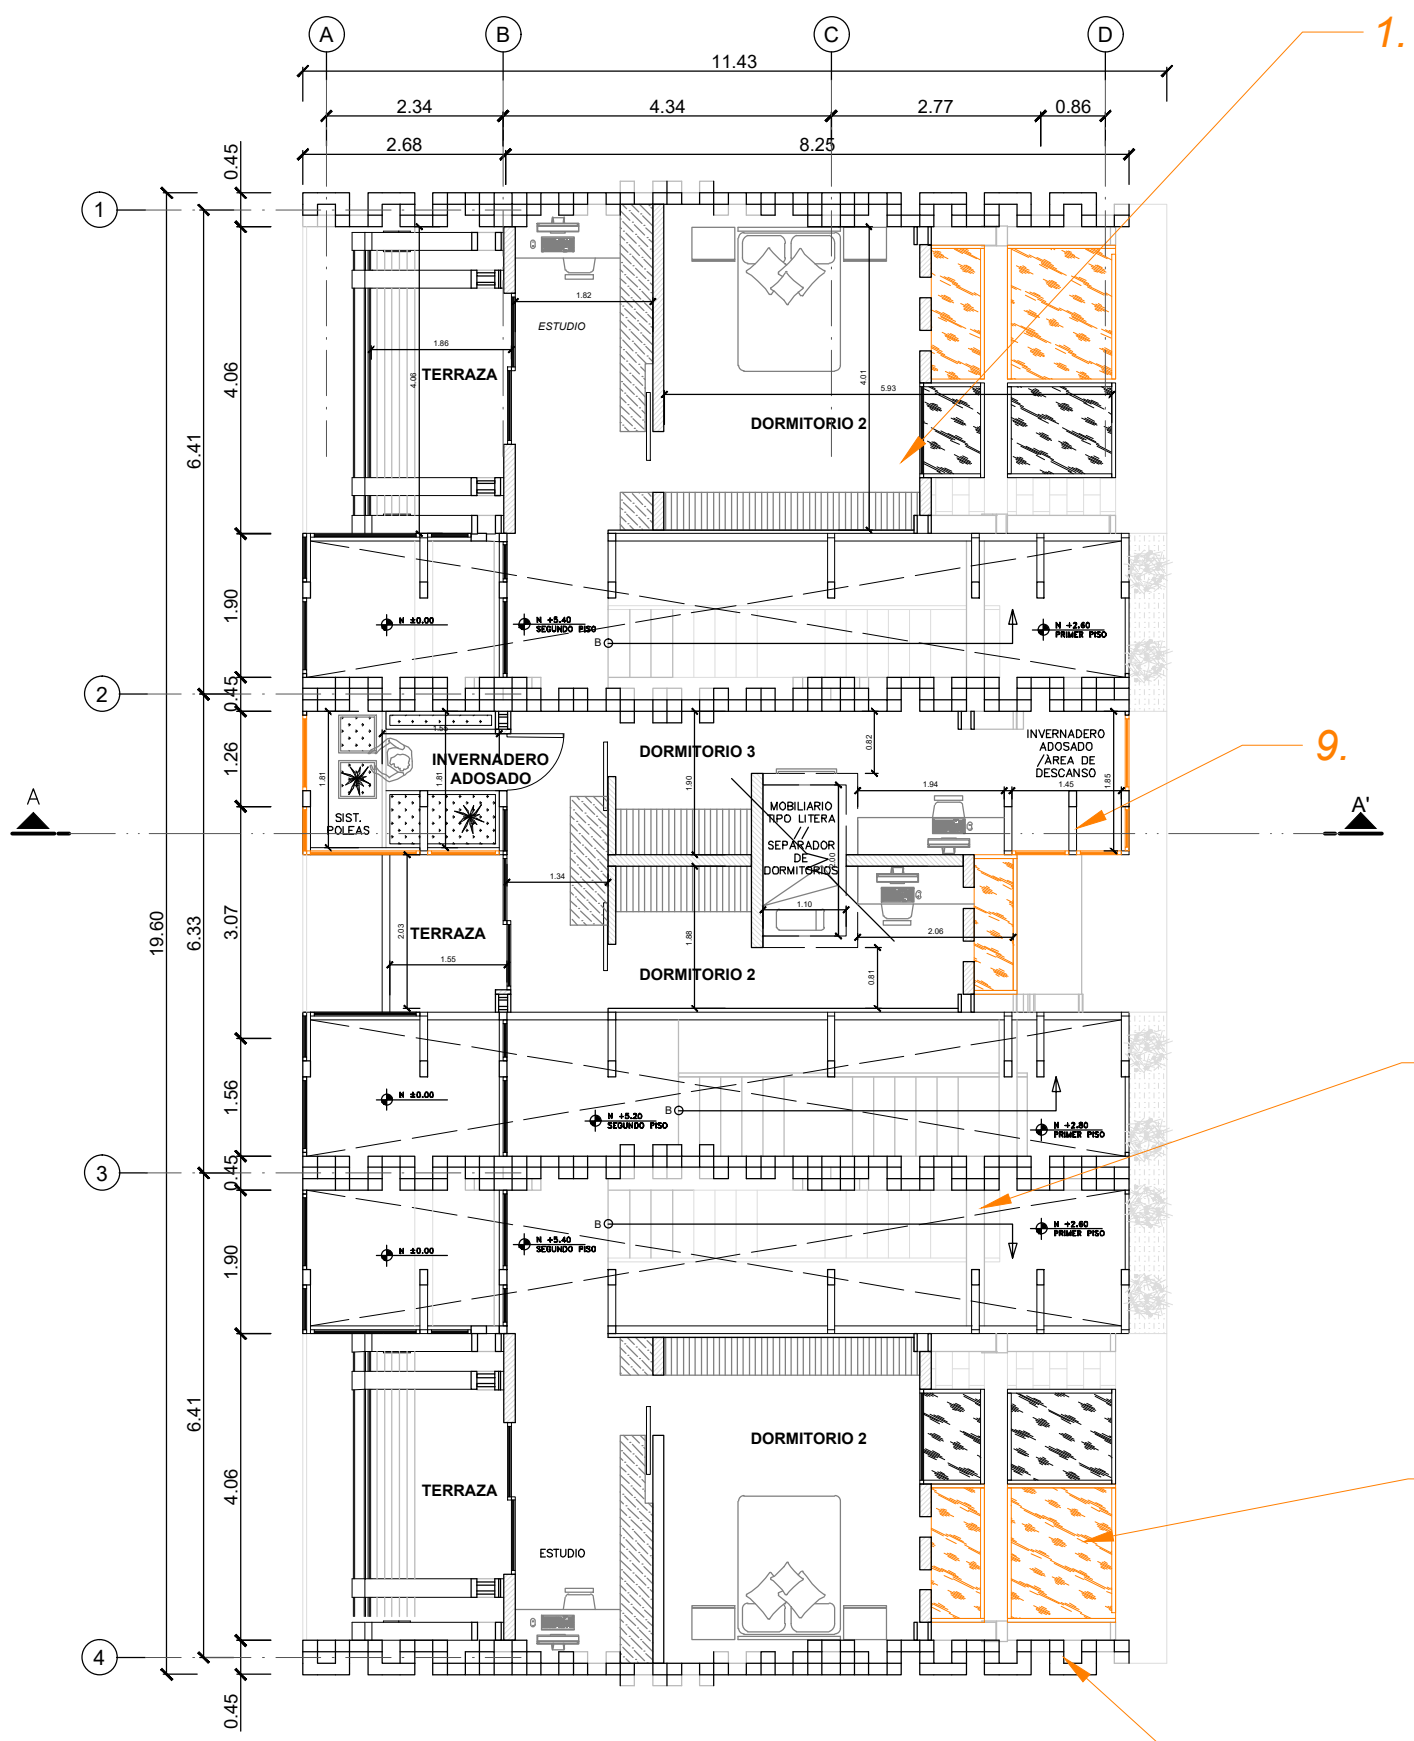 A
B
C
D
1.
11.43
2.34
4.34
2.77
0.86
2.68
8.25
0.45
1
4.06
6.41
1.82
ESTUDIO
1.86
TERRAZA
4.06
4.01
5.93
DORMITORIO 2
1.90
N ±0.00
N +5.40
SEGUNDO PISO
B
N +2.60
PRIMER PISO
2
0.45
1.26
1.81
1.55
1.81
INVERNADERO
ADOSADO
SIST.
POLEAS
DORMITORIO 3
0.82
1.90
INVERNADERO
ADOSADO
/ÀREA DE
DESCANSO
1.94
1.45
1.85
9.
A
A'
MOBILIARIO
TIPO LITERA
//
SEPARADOR
DE
DORMITORIOS
2.00
1.10
1.34
1.88
2.06
0.81
19.60
6.33
3.07
2.03
TERRAZA
1.55
DORMITORIO 2
1.56
N ±0.00
N +5.20
SEGUNDO PISO
B
N +2.80
PRIMER PISO
3
0.45
1.90
N ±0.00
N +5.40
SEGUNDO PISO
B
N +2.60
PRIMER PISO
6.41
4.06
TERRAZA
DORMITORIO 2
ESTUDIO
4
0.45